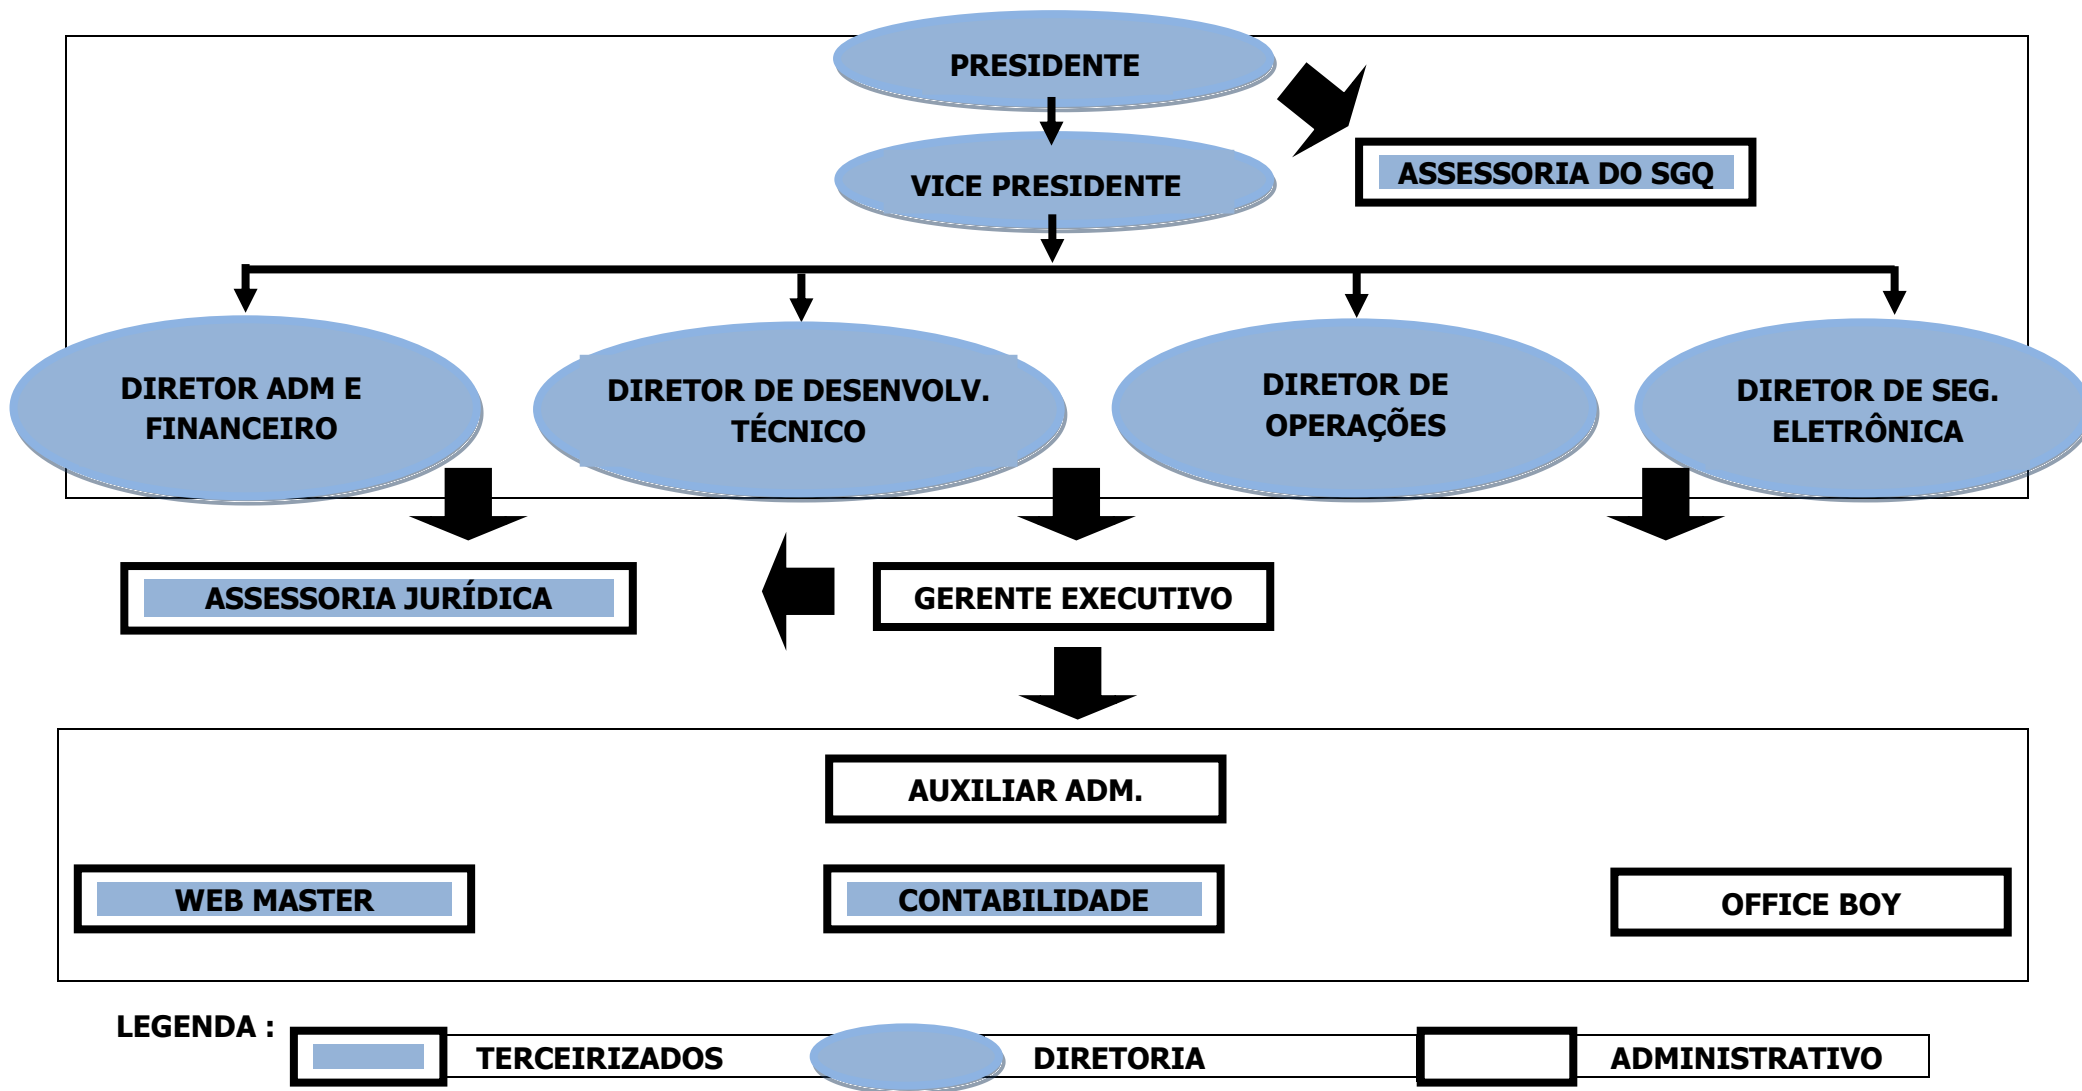 PRESIDENTE
ASSESSORIA DO SGQ
VICE PRESIDENTE
DIRETOR ADM E
FINANCEIRO
DIRETOR DE DESENVOLV.
TÉCNICO
DIRETOR DE
OPERAÇÕES
DIRETOR DE SEG.
ELETRÔNICA
ASSESSORIA JURÍDICA
GERENTE EXECUTIVO
AUXILIAR ADM.
WEB MASTER
CONTABILIDADE
OFFICE BOY
LEGENDA :
TERCEIRIZADOS
DIRETORIA
ADMINISTRATIVO